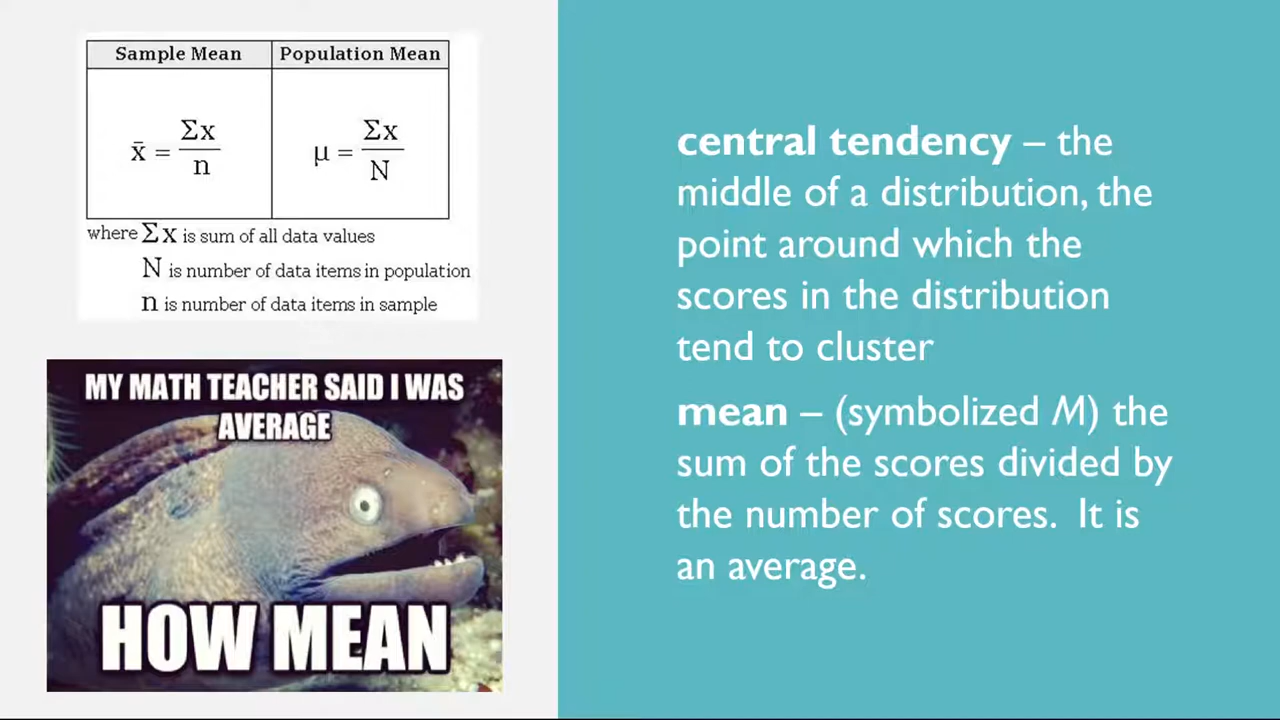 Sample Mean Population Mean
x̄ = Σx / n μ = Σx / N
where Σx is sum of all data values
N is number of data items in population
n is number of data items in sample
MY MATH TEACHER SAID I WAS
AVERAGE
HOW MEAN
central tendency – the
middle of a distribution, the
point around which the
scores in the distribution
tend to cluster
mean – (symbolized M) the
sum of the scores divided by
the number of scores. It is
an average.